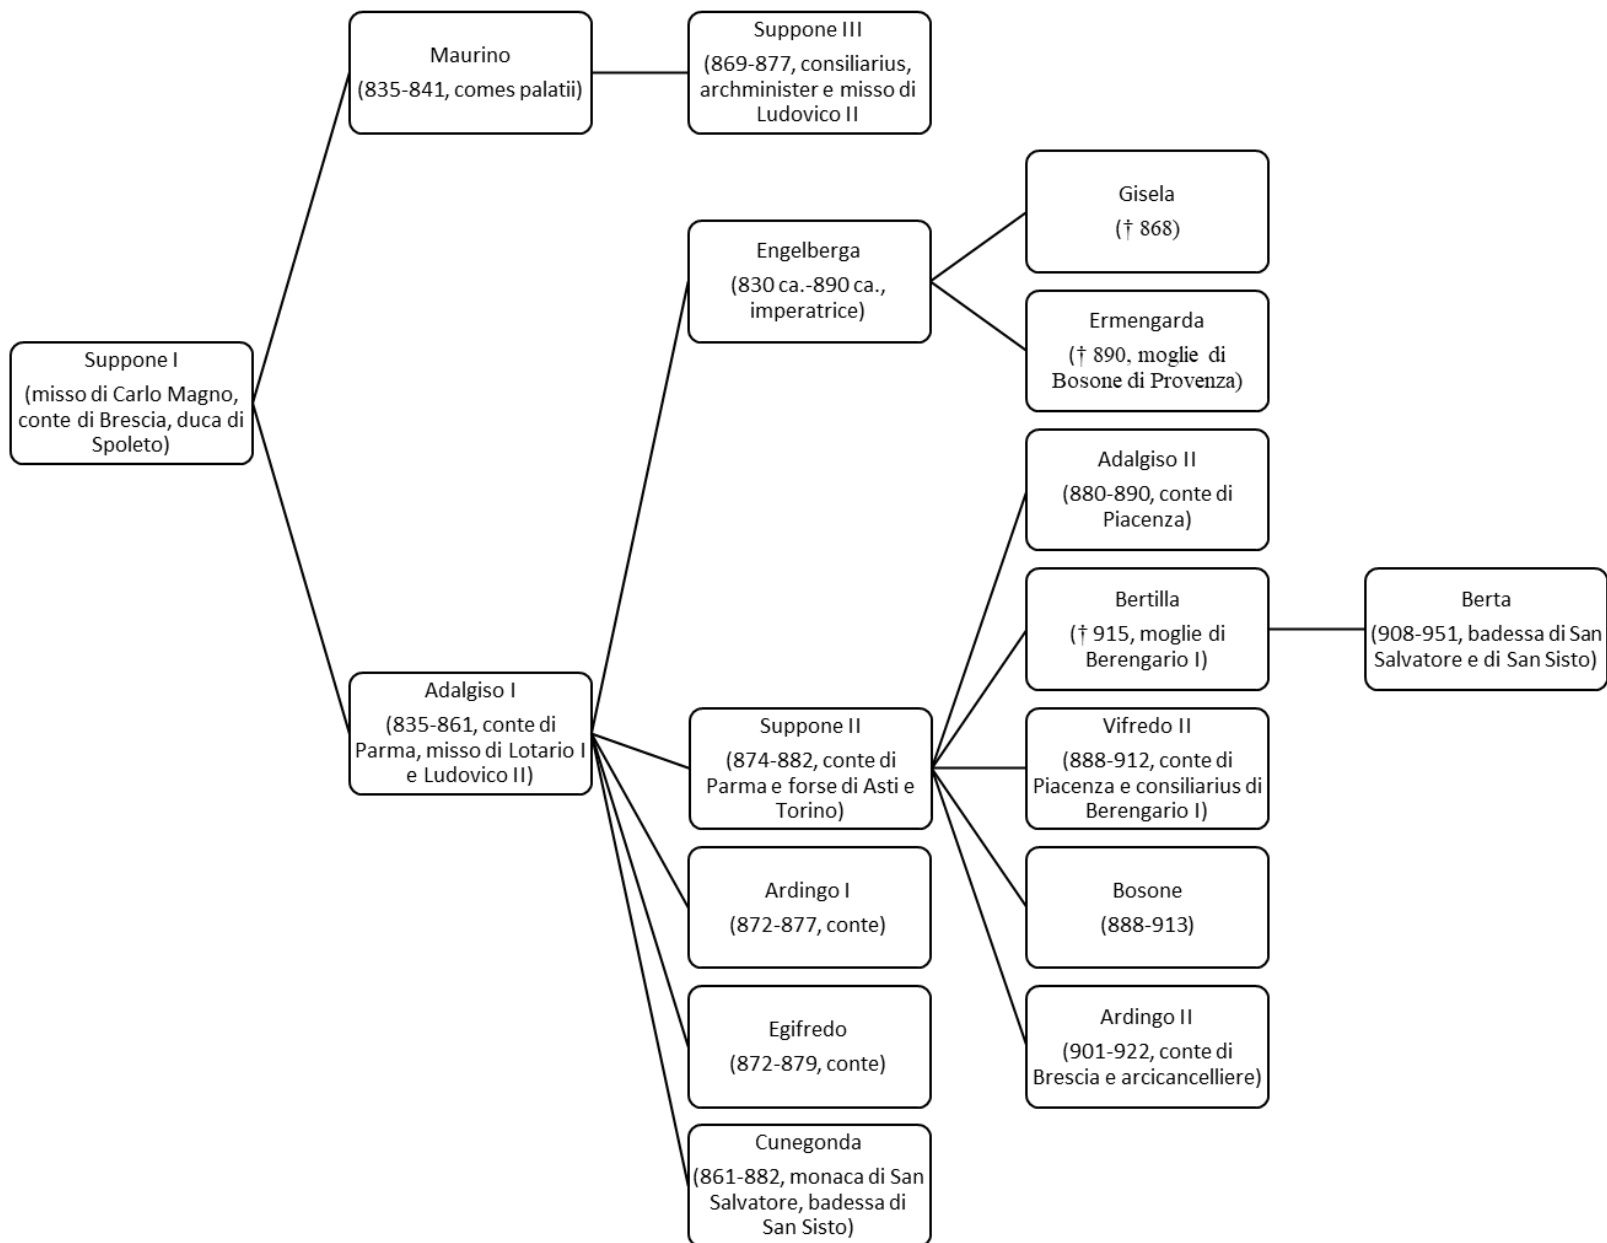 Suppone I
(misso di Carlo Magno,
conte di Brescia, duca di
Spoleto)
Maurino
(835-841, comes palatii)
Suppone III
(869-877, consiliarius,
archminister e misso di
Ludovico II
Adalgiso I
(835-861, conte di
Parma, misso di Lotario I
e Ludovico II)
Engelberga
(830 ca.-890 ca.,
imperatrice)
Gisela
(† 868)
Ermengarda
(† 890, moglie di
Bosone di Provenza)
Suppone II
(874-882, conte di
Parma e forse di Asti e
Torino)
Adalgiso II
(880-890, conte di
Piacenza)
Bertilla
(† 915, moglie di
Berengario I)
Berta
(908-951, badessa di San
Salvatore e di San Sisto)
Vifredo II
(888-912, conte di
Piacenza e consiliarius di
Berengario I)
Bosone
(888-913)
Ardingo II
(901-922, conte di
Brescia e arcicancelliere)
Ardingo I
(872-877, conte)
Egifredo
(872-879, conte)
Cunegonda
(861-882, monaca di San
Salvatore, badessa di
San Sisto)